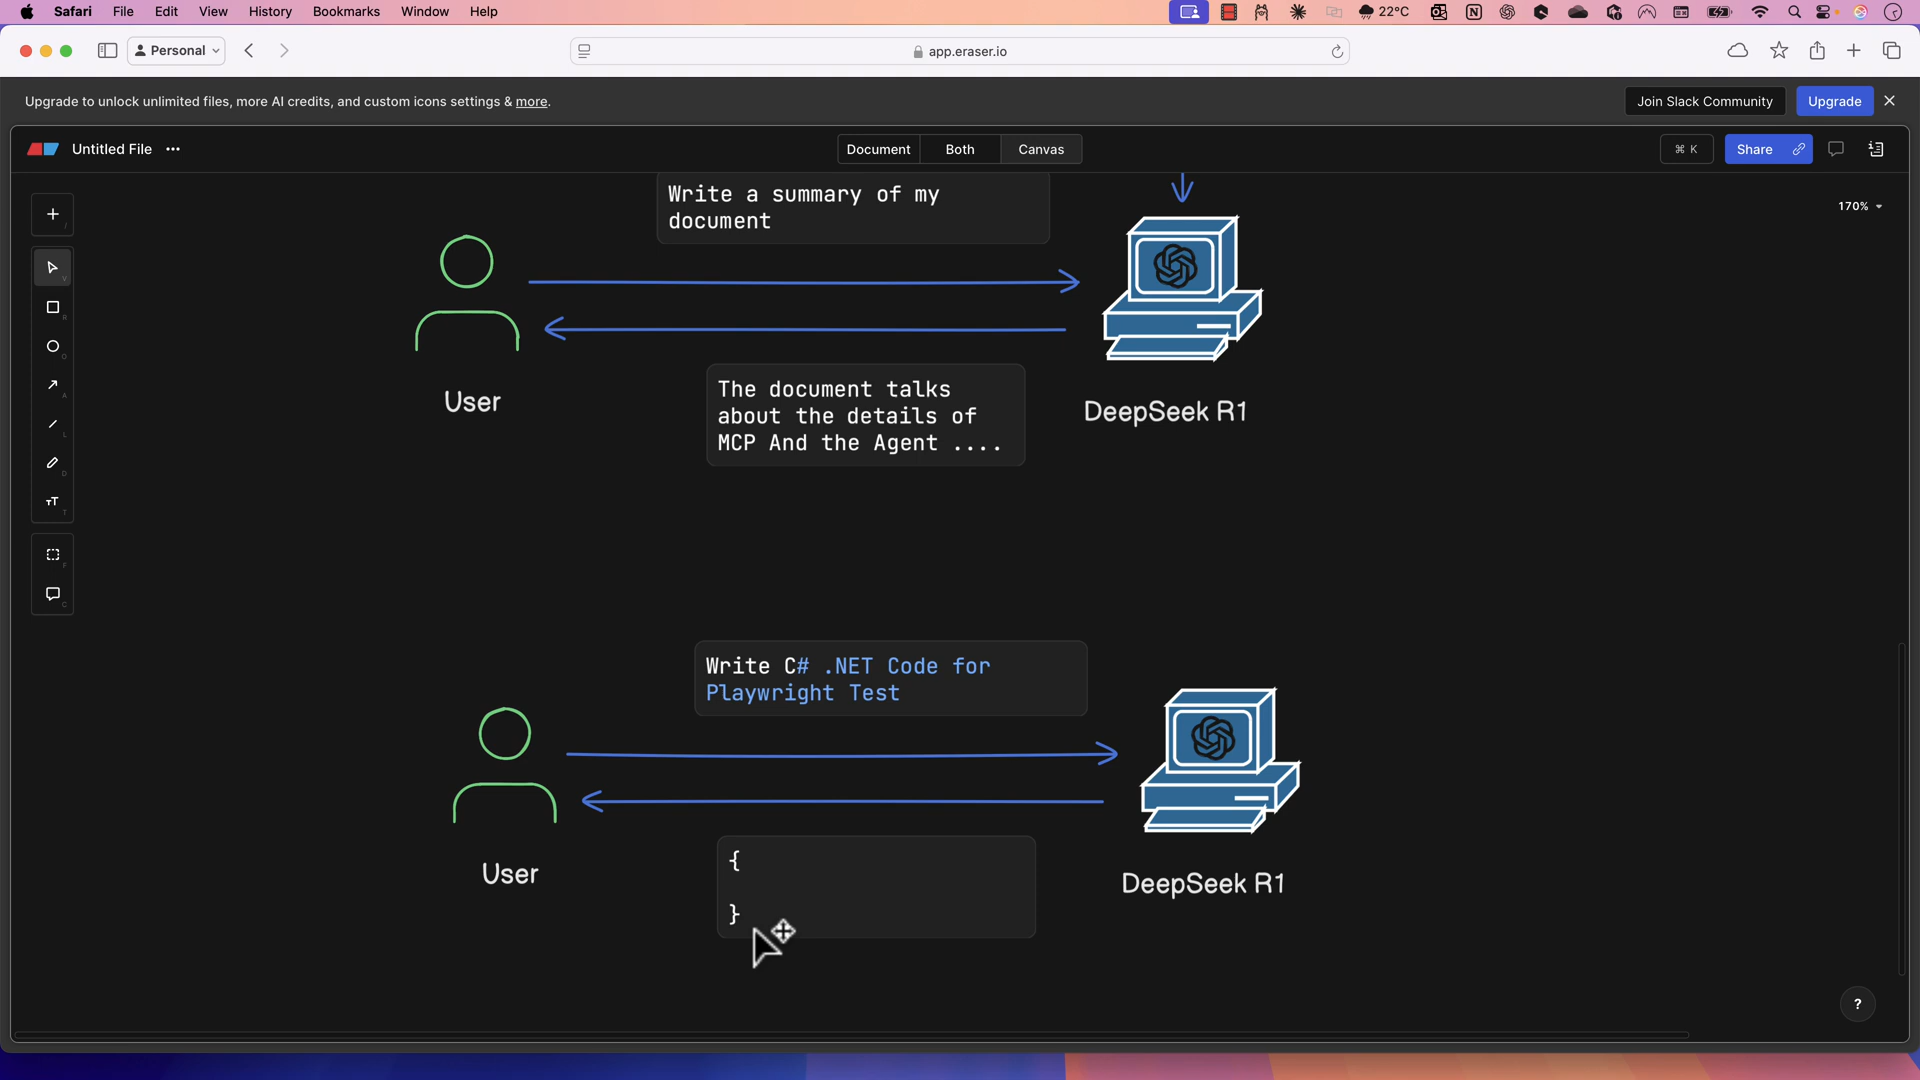 Safari File Edit View History Bookmarks Window Help 22°C
Personal app.eraser.io
Upgrade to unlock unlimited files, more AI credits, and custom icons settings & more. Join Slack Community Upgrade
Untitled File ••• Document Both Canvas ⌘ K Share
170%
Write a summary of my
document
The document talks
about the details of
MCP And the Agent ....
User
DeepSeek R1
Write C# .NET Code for
Playwright Test
{
}
User
DeepSeek R1
?